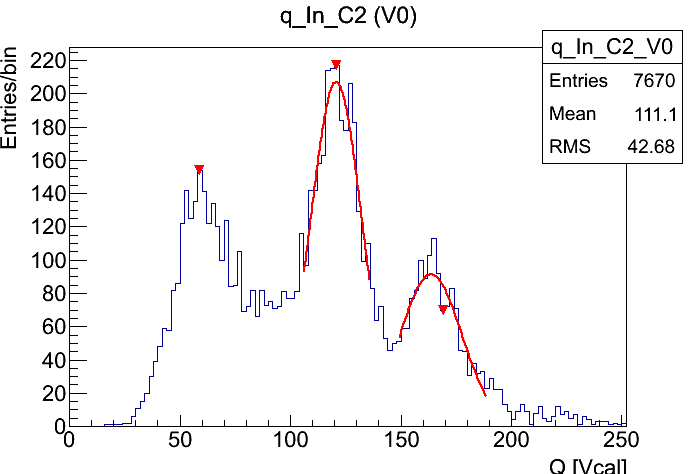 q_In_C2 (V0)
q_In_C2_V0
Entries 7670
Mean 111.1
RMS 42.68
Entries/bin
220
200
180
160
140
120
100
80
60
40
20
0
0 50 100 150 200 250
Q [Vcal]